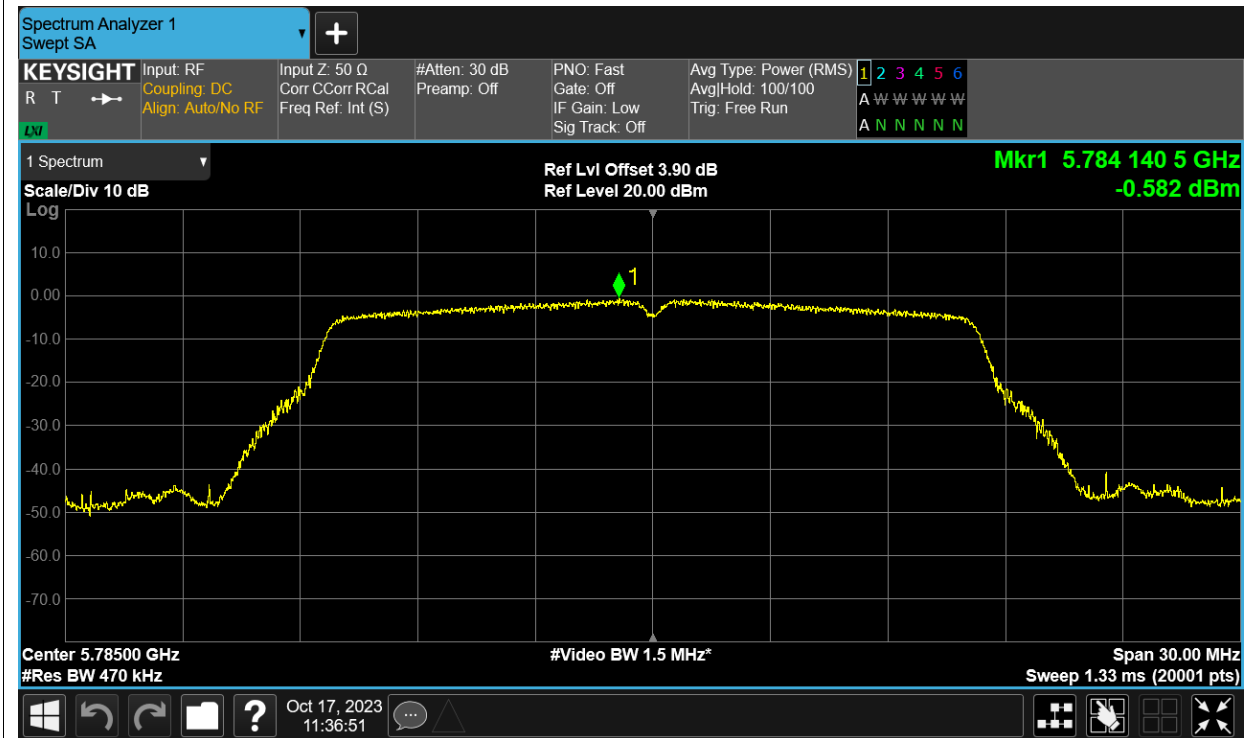 Spectrum Analyzer 1
Swept SA
KEYSIGHT
R T
LXI
Input: RF
Coupling: DC
Align: Auto/No RF
Input Z: 50 Ω
Corr CCorr RCal
Freq Ref: Int (S)
#Atten: 30 dB
Preamp: Off
PNO: Fast
Gate: Off
IF Gain: Low
Sig Track: Off
Avg Type: Power (RMS)
Avg|Hold: 100/100
Trig: Free Run
1 2 3 4 5 6
A W W W W W
A N N N N N
1 Spectrum
Scale/Div 10 dB
Ref Lvl Offset 3.90 dB
Ref Level 20.00 dBm
Mkr1 5.784 140 5 GHz
-0.582 dBm
Log
10.0
0.00
-10.0
-20.0
-30.0
-40.0
-50.0
-60.0
-70.0
1
Center 5.78500 GHz
#Res BW 470 kHz
#Video BW 1.5 MHz*
Span 30.00 MHz
Sweep 1.33 ms (20001 pts)
?
Oct 17, 2023
11:36:51